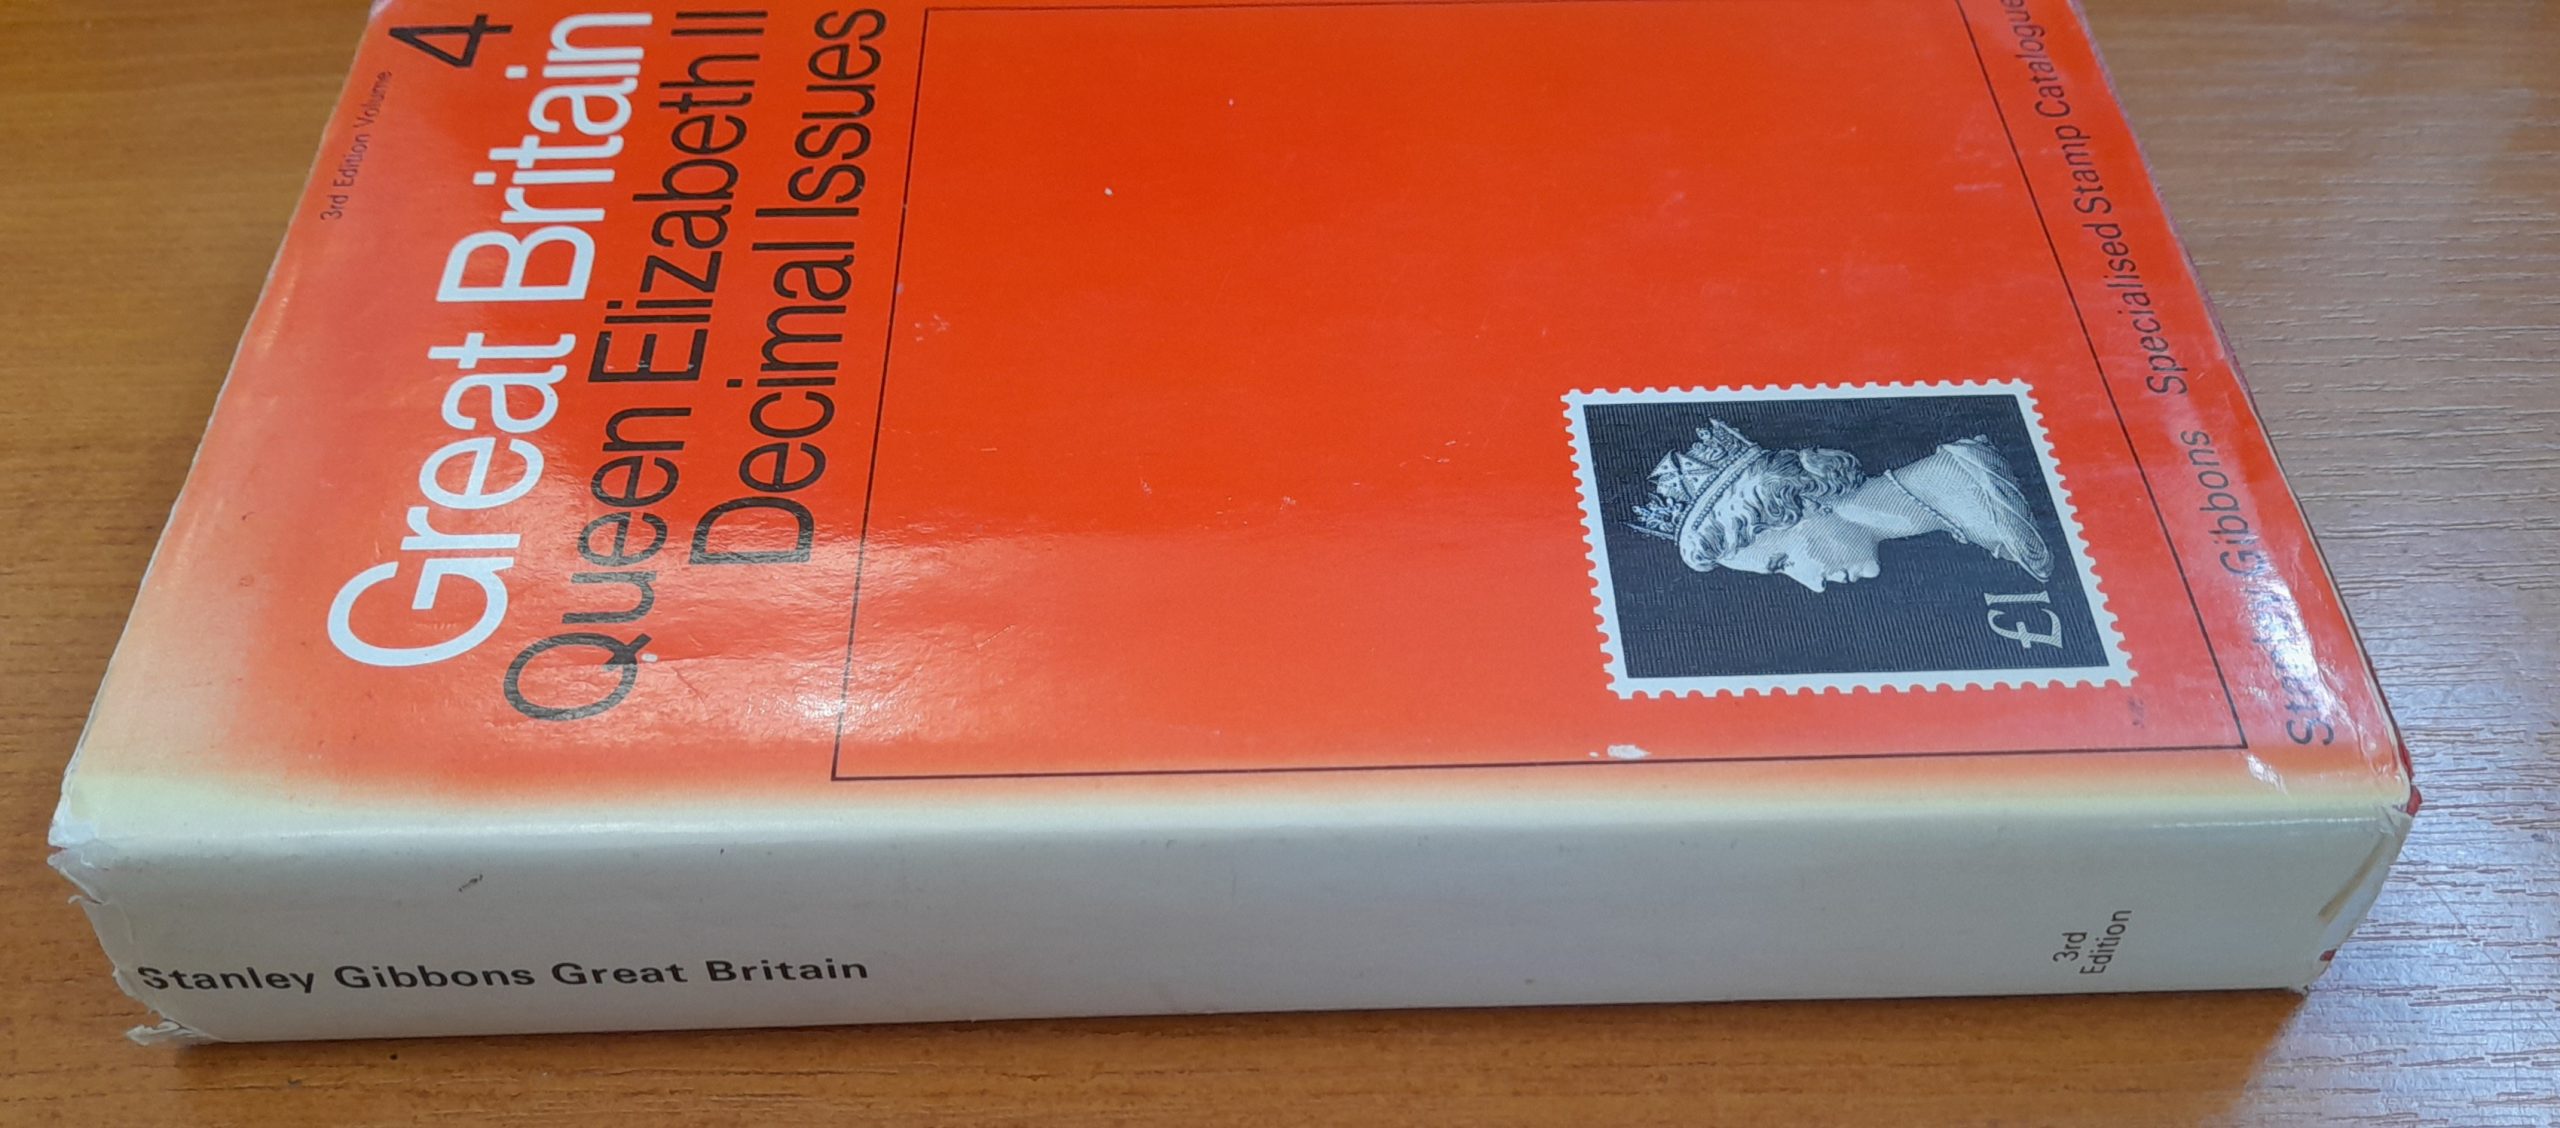 3rd Edition Volume 4
Great Britain
Queen Elizabeth II
Decimal Issues
£1
Stanley Gibbons Specialised Stamp Catalogue
Stanley Gibbons Great Britain
3rd
Edition